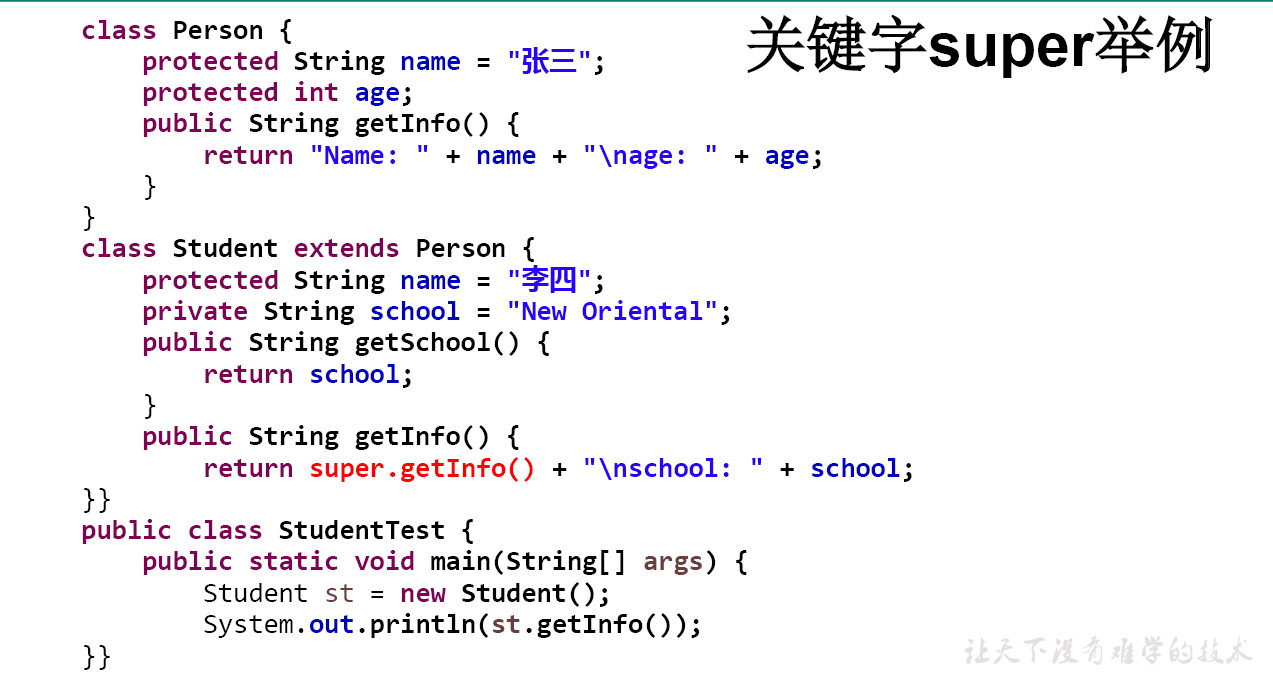 关键字super举例
class Person {
    protected String name = "张三";
    protected int age;
    public String getInfo() {
        return "Name: " + name + "\nage: " + age;
    }
}
class Student extends Person {
    protected String name = "李四";
    private String school = "New Oriental";
    public String getSchool() {
        return school;
    }
    public String getInfo() {
        return super.getInfo() + "\nschool: " + school;
}}
public class StudentTest {
    public static void main(String[] args) {
        Student st = new Student();
        System.out.println(st.getInfo());
}}
让天下没有难学的技术